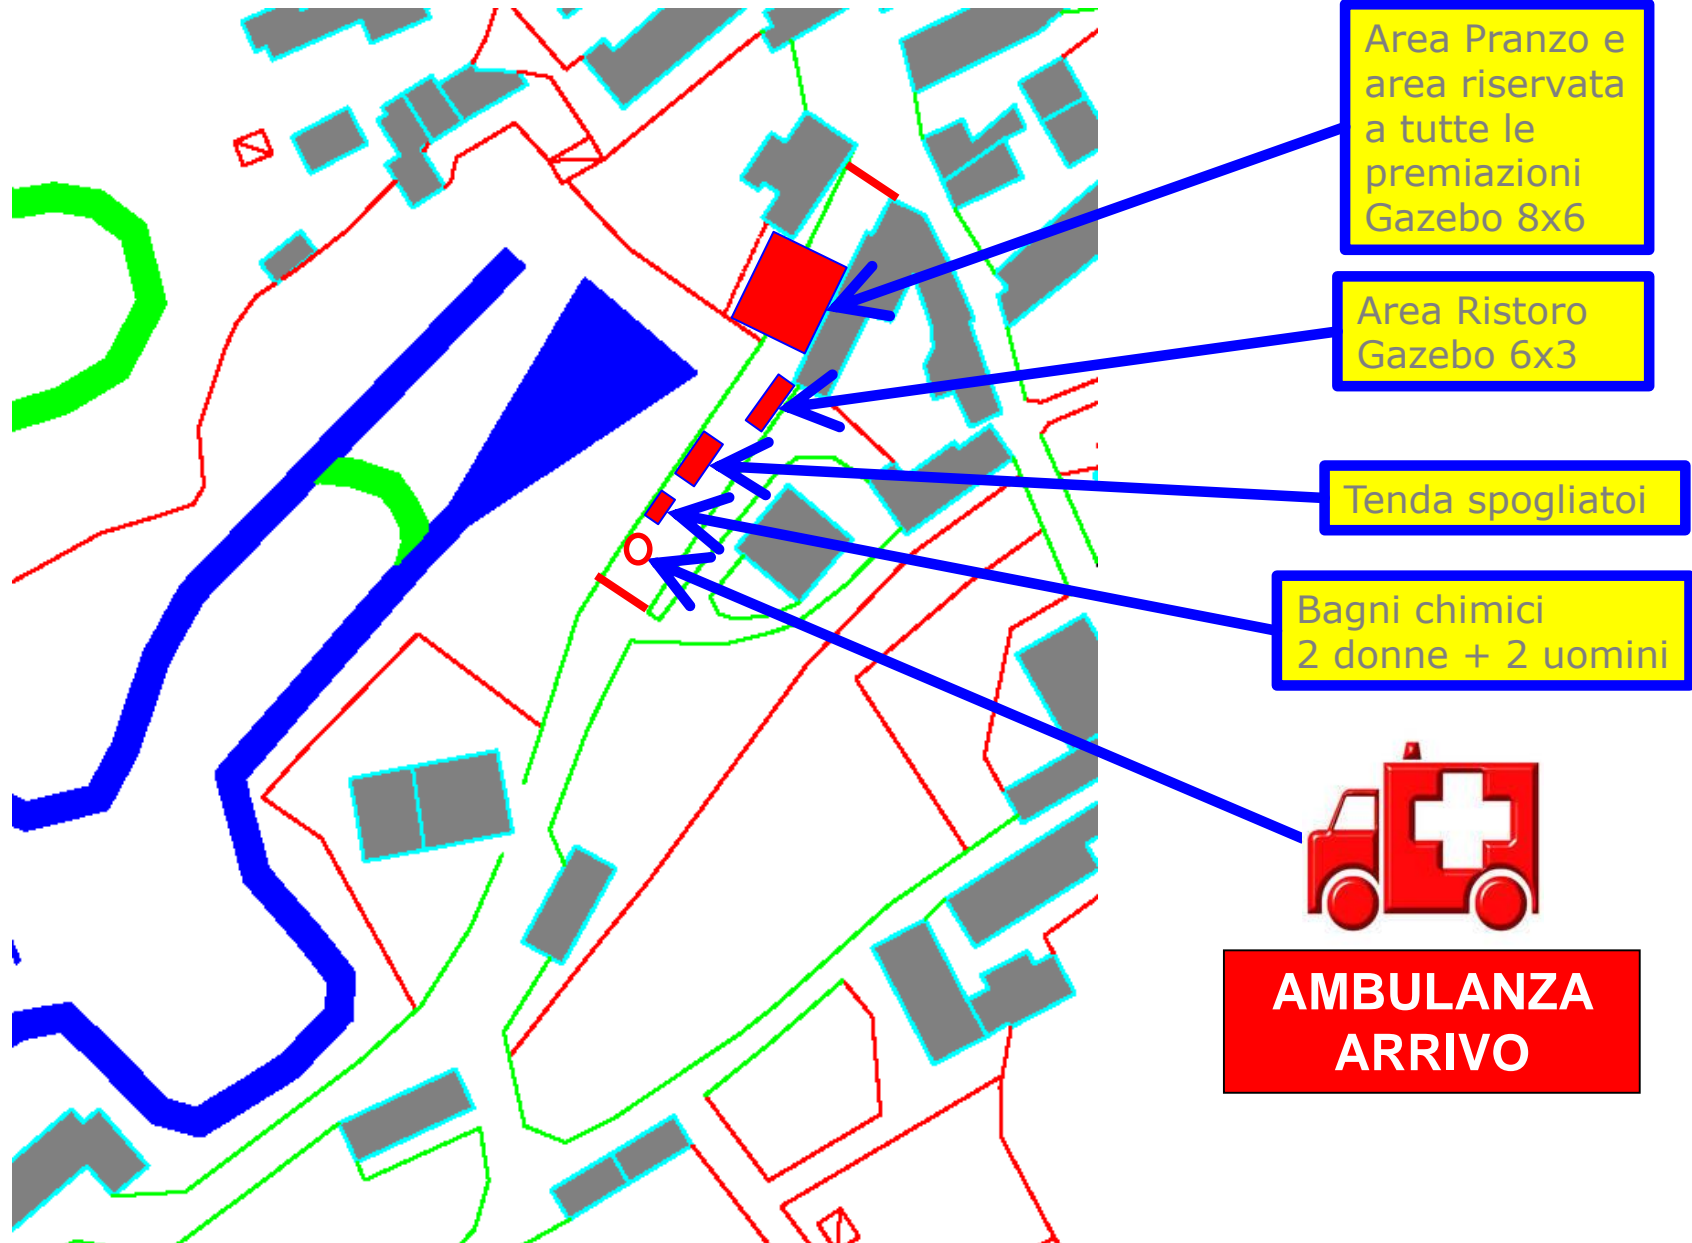 Area Pranzo e
area riservata
a tutte le
premiazioni
Gazebo 8x6
Area Ristoro
Gazebo 6x3
Tenda spogliatoi
Bagni chimici
2 donne + 2 uomini
AMBULANZA
ARRIVO